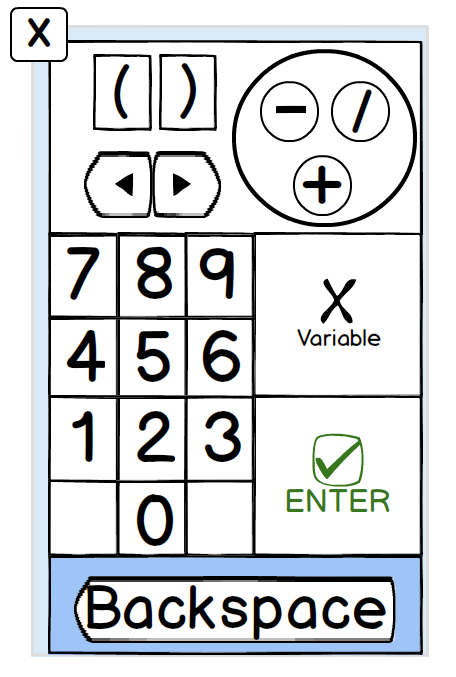 X
( )
- /
+
7 8 9
X
Variable
4 5 6
1 2 3
ENTER
0
Backspace